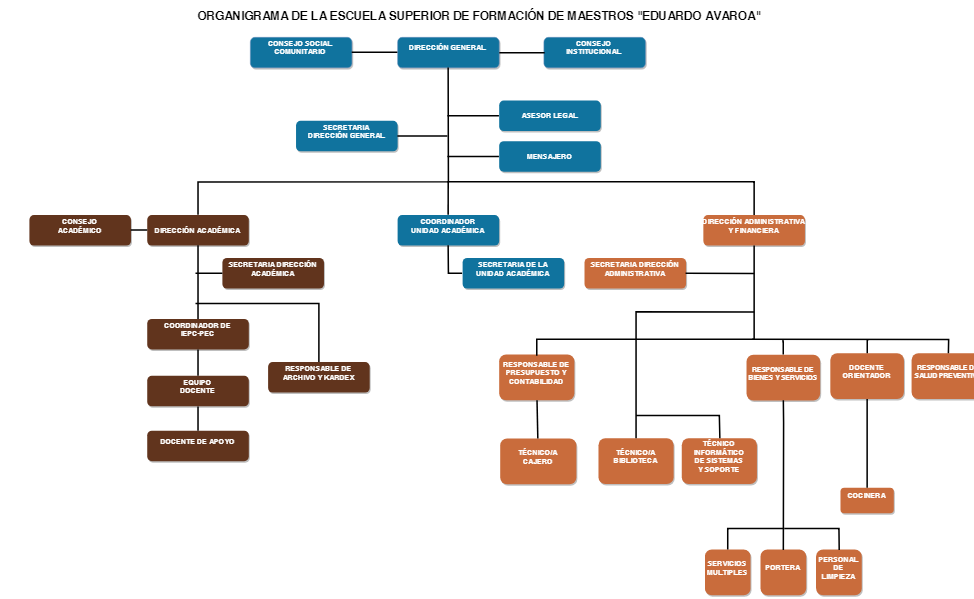 ORGANIGRAMA DE LA ESCUELA SUPERIOR DE FORMACIÓN DE MAESTROS "EDUARDO AVAROA"
CONSEJO SOCIAL
COMUNITARIO
DIRECCIÓN GENERAL
CONSEJO
INSTITUCIONAL
ASESOR LEGAL
SECRETARIA
DIRECCIÓN GENERAL
MENSAJERO
CONSEJO
ACADÉMICO
DIRECCIÓN ACADÉMICA
COORDINADOR
UNIDAD ACADÉMICA
DIRECCIÓN ADMINISTRATIVA
Y FINANCIERA
SECRETARIA DIRECCIÓN
ACADÉMICA
SECRETARIA DE LA
UNIDAD ACADÉMICA
SECRETARIA DIRECCIÓN
ADMINISTRATIVA
COORDINADOR DE
IEPC-PEC
RESPONSABLE DE
ARCHIVO Y KARDEX
EQUIPO
DOCENTE
DOCENTE DE APOYO
RESPONSABLE DE
PRESUPUESTO Y
CONTABILIDAD
RESPONSABLE DE
BIENES Y SERVICIOS
DOCENTE
ORIENTADOR
RESPONSABLE D
SALUD PREVENTIV
TÉCNICO/A
CAJERO
TÉCNICO/A
BIBLIOTECA
TÉCNICO
INFORMÁTICO
DE SISTEMAS
Y SOPORTE
COCINERA
SERVICIOS
MULTIPLES
PORTERA
PERSONAL
DE
LIMPIEZA